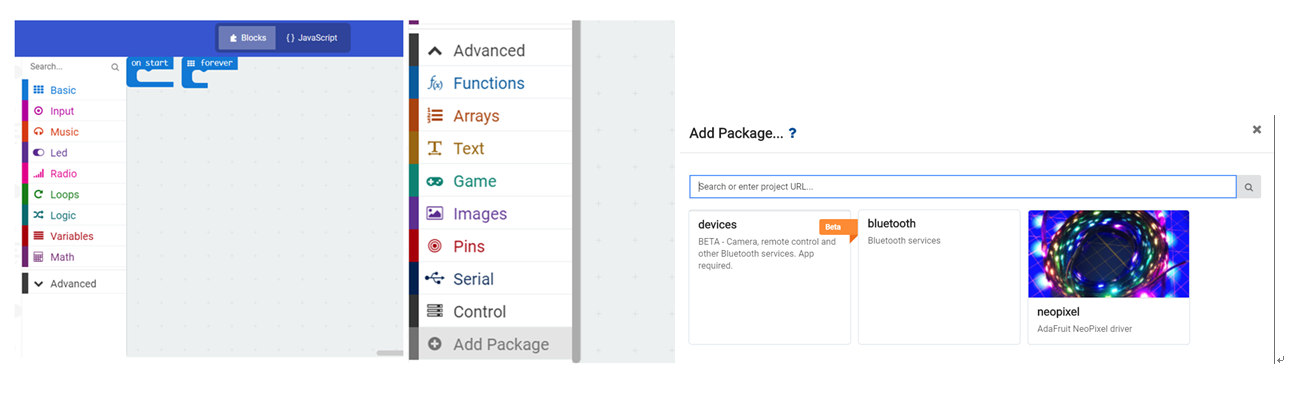 Blocks
{} JavaScript
Search...
on start
forever
Basic
Input
Music
Led
Radio
Loops
Logic
Variables
Math
Advanced
Advanced
f(x) Functions
Arrays
Text
Game
Images
Pins
Serial
Control
Add Package
Add Package... ?
Search or enter project URL...
devices
Beta
BETA - Camera, remote control and
other Bluetooth services. App
required.
bluetooth
Bluetooth services
neopixel
AdaFruit NeoPixel driver